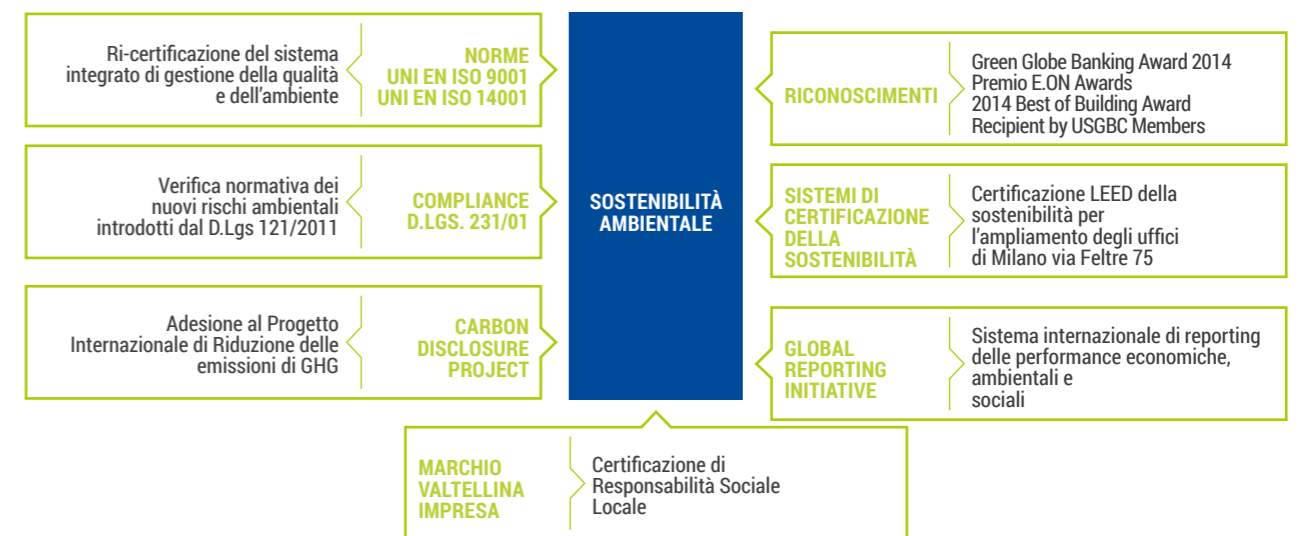 Ri-certificazione del sistema
integrato di gestione della qualità
e dell'ambiente
NORME
UNI EN ISO 9001
UNI EN ISO 14001
Verifica normativa dei
nuovi rischi ambientali
introdotti dal D.Lgs 121/2011
COMPLIANCE
D.LGS. 231/01
Adesione al Progetto
Internazionale di Riduzione delle
emissioni di GHG
CARBON
DISCLOSURE
PROJECT
SOSTENIBILITÀ
AMBIENTALE
RICONOSCIMENTI
Green Globe Banking Award 2014
Premio E.ON Awards
2014 Best of Building Award
Recipient by USGBC Members
SISTEMI DI
CERTIFICAZIONE
DELLA
SOSTENIBILITÀ
Certificazione LEED della
sostenibilità per
l'ampliamento degli uffici
di Milano via Feltre 75
GLOBAL
REPORTING
INITIATIVE
Sistema internazionale di reporting
delle performance economiche,
ambientali e
sociali
MARCHIO
VALTELLINA
IMPRESA
Certificazione di
Responsabilità Sociale
Locale